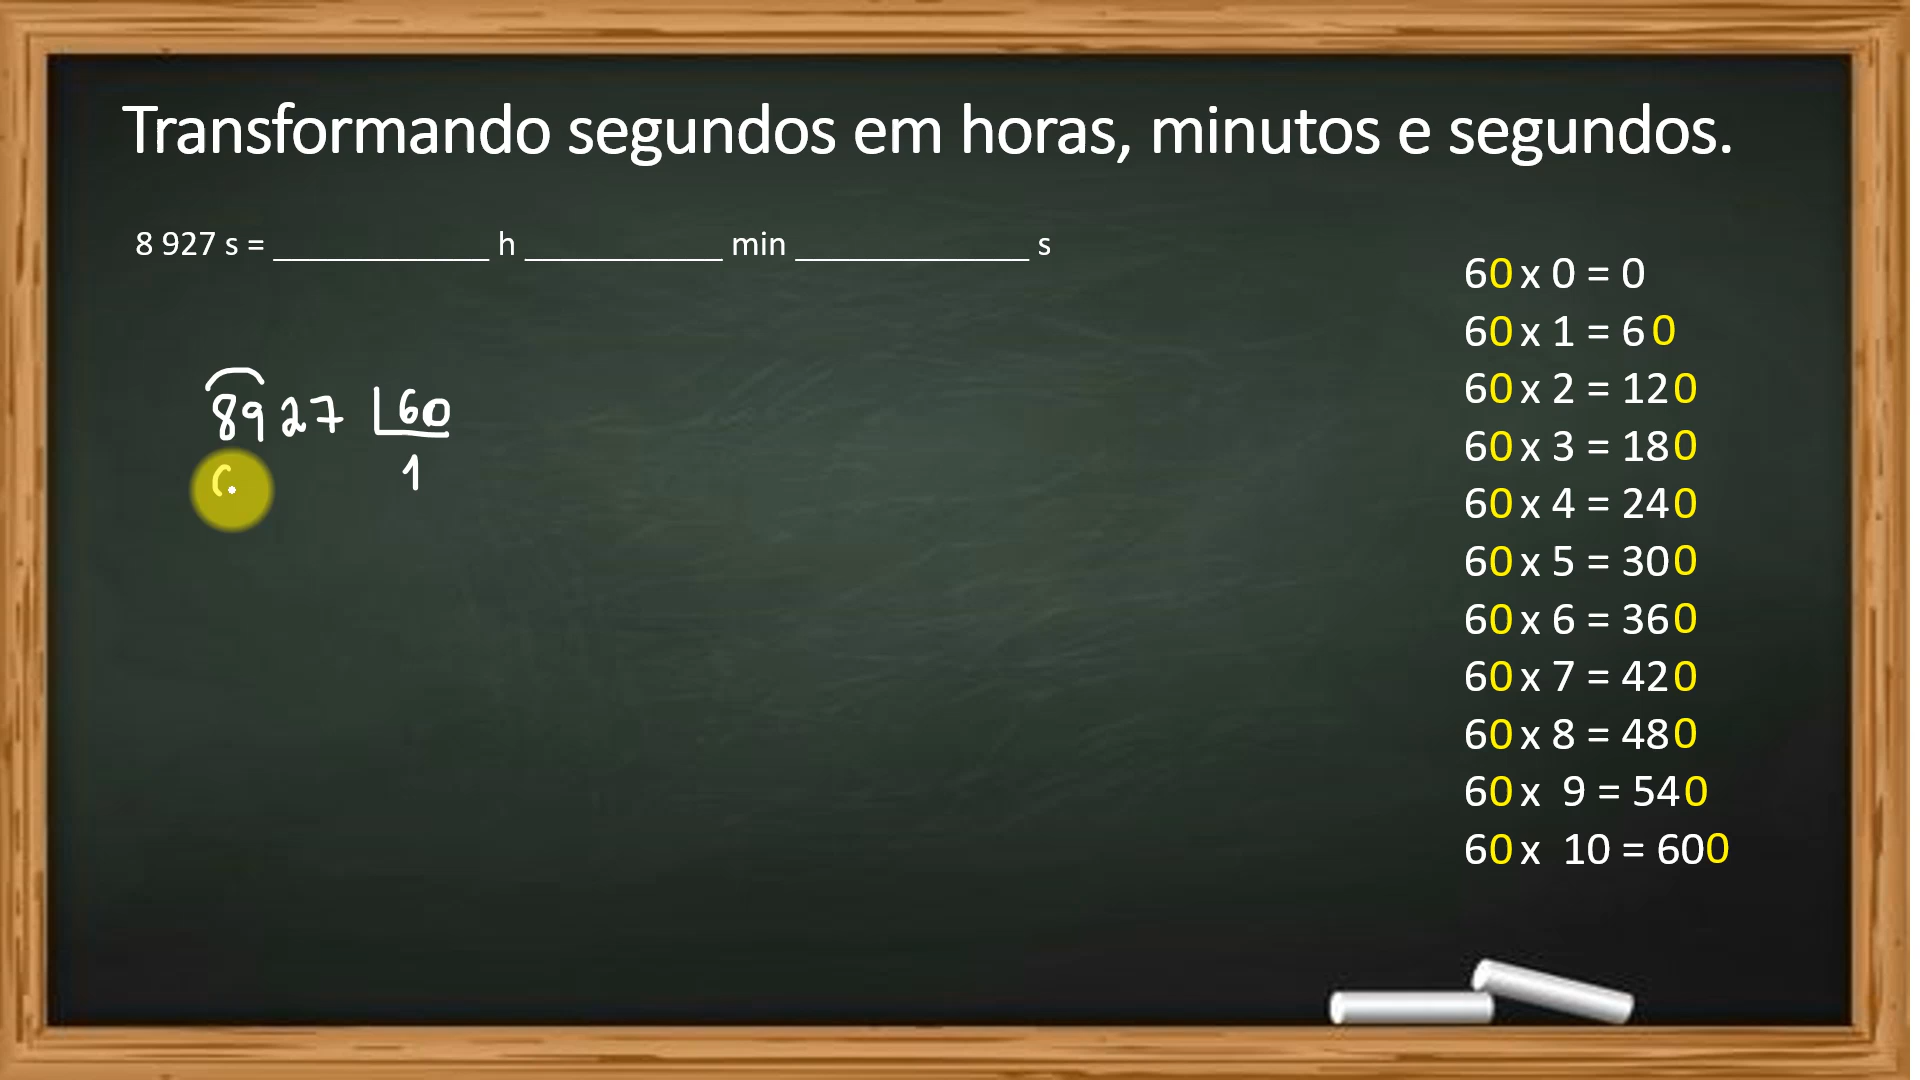 Transformando segundos em horas, minutos e segundos.
8 927 s = ____________ h ___________ min _____________ s
60 x 0 = 0
60 x 1 = 60
60 x 2 = 120
60 x 3 = 180
60 x 4 = 240
60 x 5 = 300
60 x 6 = 360
60 x 7 = 420
60 x 8 = 480
60 x 9 = 540
60 x 10 = 600
8927 60
1